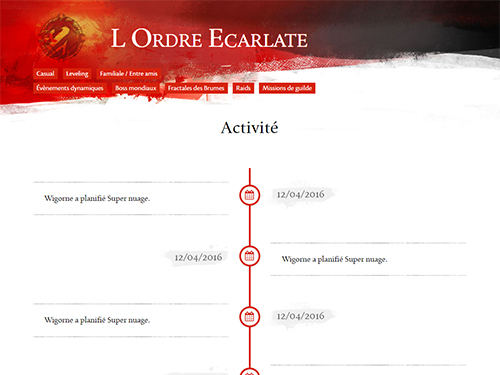 L ORDRE ECARLATE
Casual Leveling Familiale / Entre amis
Évènements dynamiques Boss mondiaux Fractales des Brumes Raids Missions de guilde
Activité
Wigorne a planifié Super nuage. 12/04/2016
12/04/2016 Wigorne a planifié Super nuage.
Wigorne a planifié Super nuage. 12/04/2016